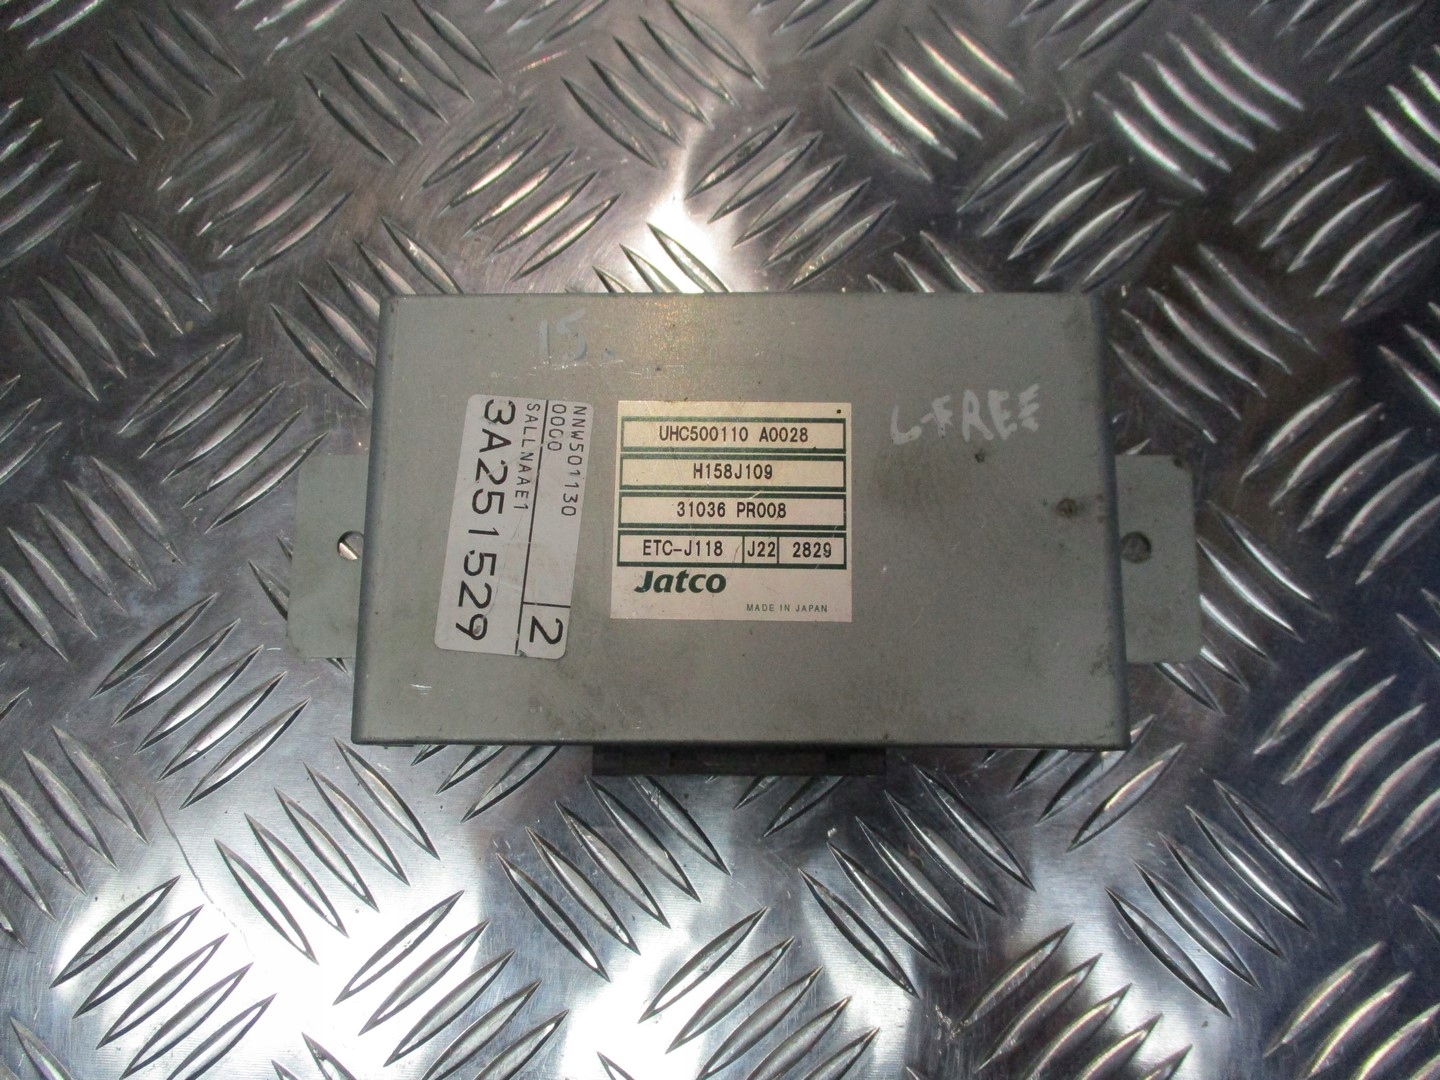 15.
L-FREE
NNW501130
0000
SALLNAAE1
3A251529
2
UHC500110 A0028
H158J109
31036 PR008
ETC-J118 J22 2829
Jatco
MADE IN JAPAN